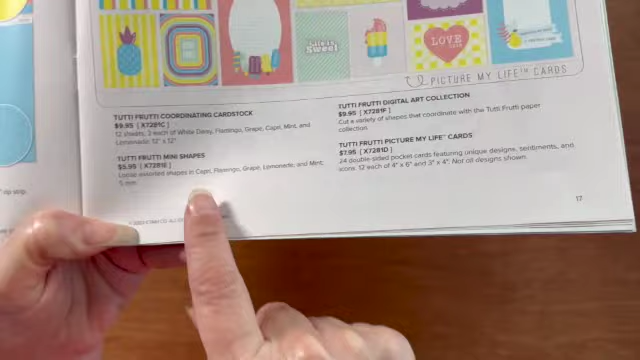 Life is Sweet
LOVE
PICTURE MY LIFE™ CARDS
TUTTI FRUTTI COORDINATING CARDSTOCK
$9.95 [ X7281C ]
12 sheets, 2 each of White Daisy, Flamingo, Grape, Capri, Mint, and
Lemonade. 12" x 12"
TUTTI FRUTTI MINI SHAPES
$5.95 [ X7281E ]
Loose assorted shapes in Capri, Flamingo, Grape, Lemonade, and Mint;
5 mm
TUTTI FRUTTI DIGITAL ART COLLECTION
$9.95 [ X7281F ]
Cut a variety of shapes that coordinate with the Tutti Frutti paper
collection.
TUTTI FRUTTI PICTURE MY LIFE™ CARDS
$7.95 [ X7281D ]
24 double-sided pocket cards featuring unique designs, sentiments, and
icons. 12 each of 4" x 6" and 3" x 4". Not all designs shown.
17